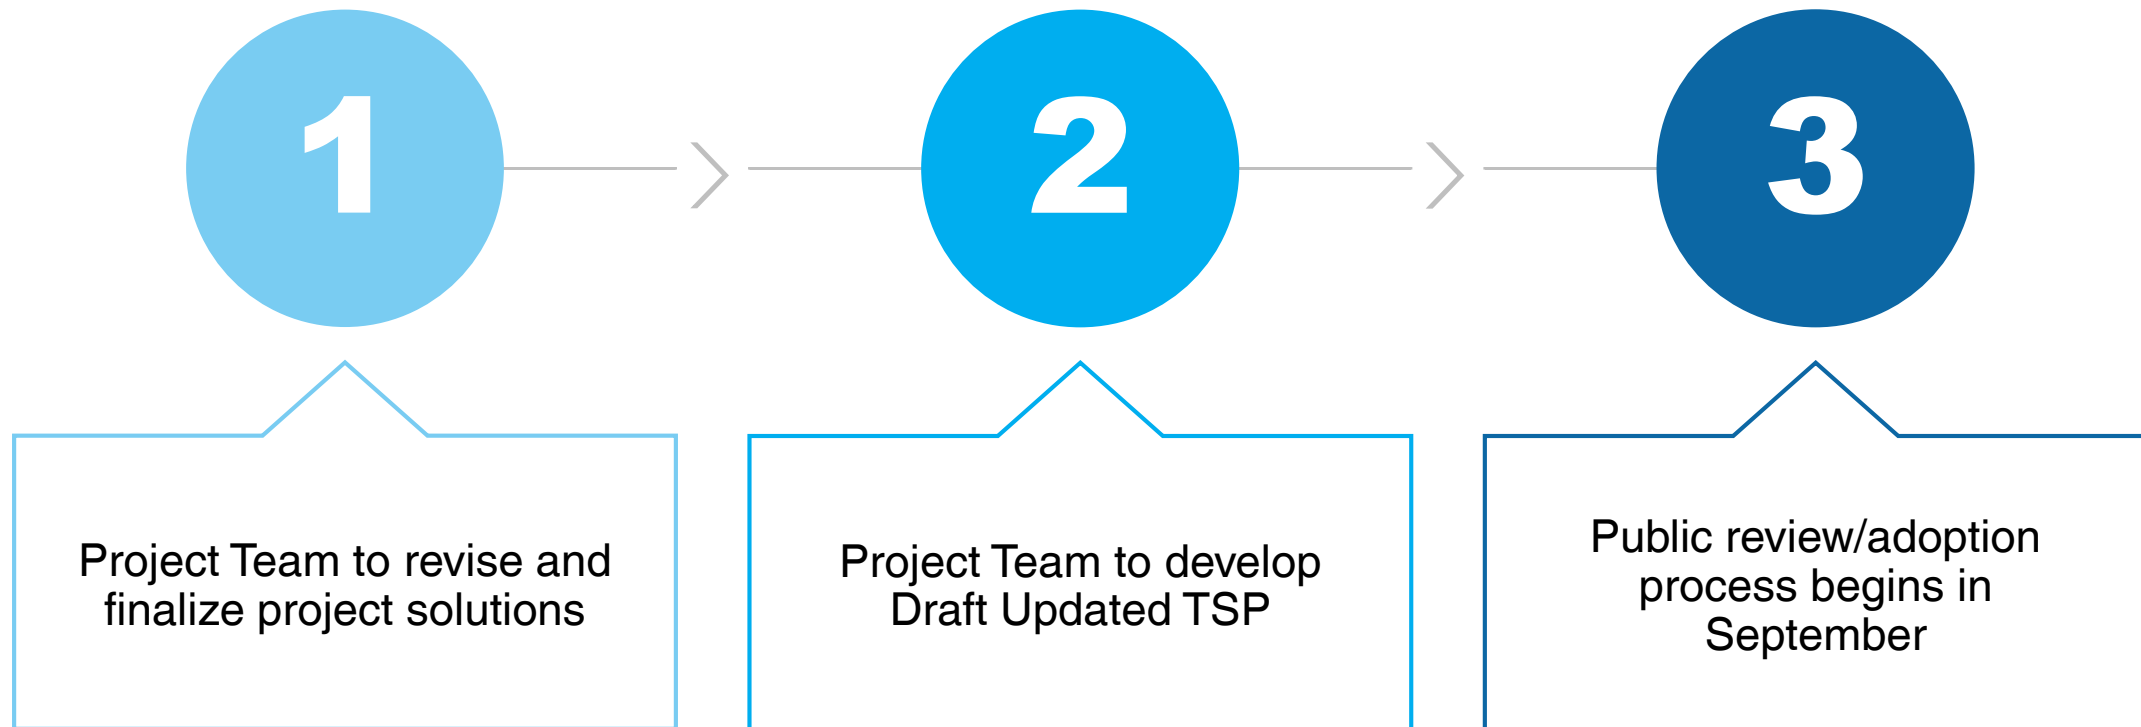 1
2
3
Project Team to revise and
finalize project solutions
Project Team to develop
Draft Updated TSP
Public review/adoption
process begins in
September